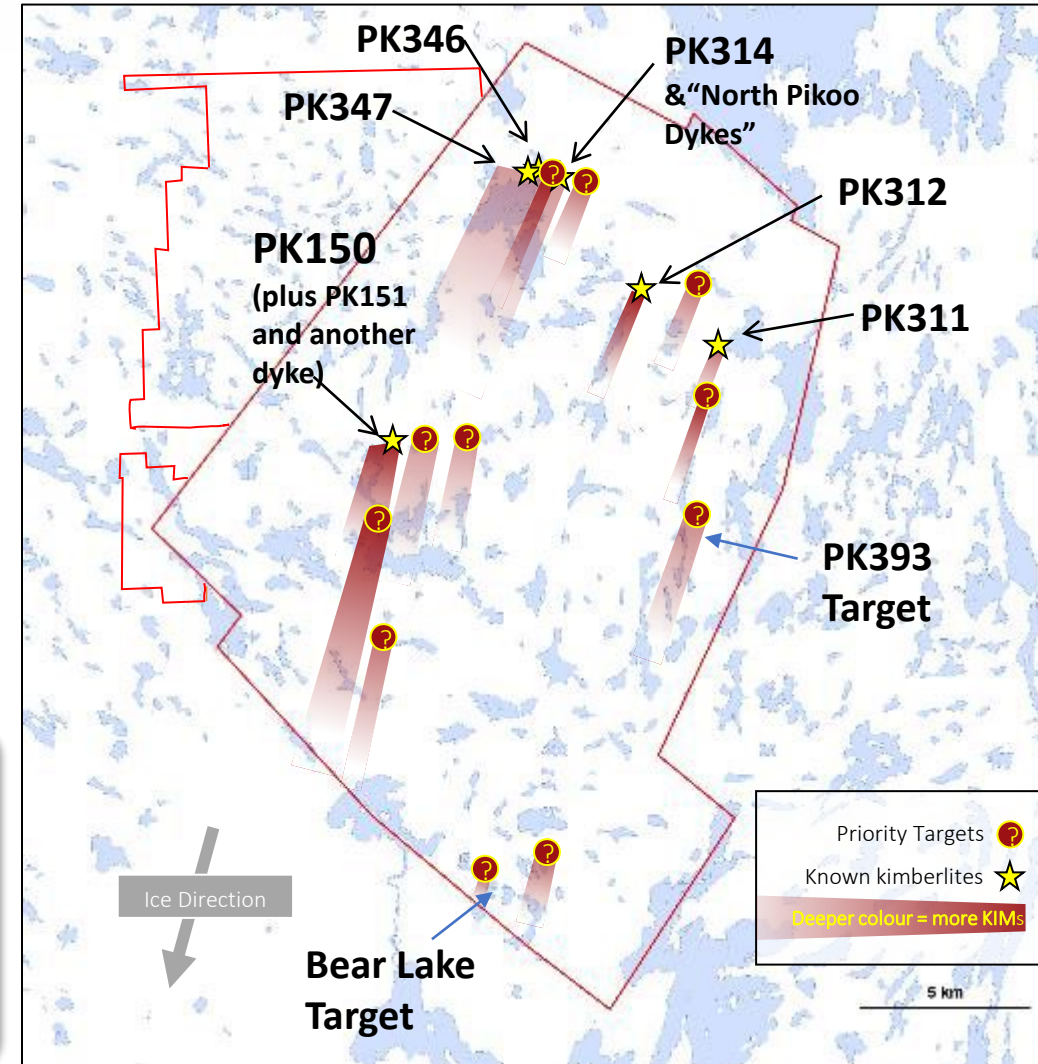 PK346
PK347
PK314
&“North Pikoo
Dykes”
PK312
PK311
PK150
(plus PK151
and another
dyke)
?
?
?
?
?
?
?
?
?
?
?
PK393
Target
Bear Lake
Target
Ice Direction
Priority Targets ?
Known kimberlites
Deeper colour = more KIMs
5 km